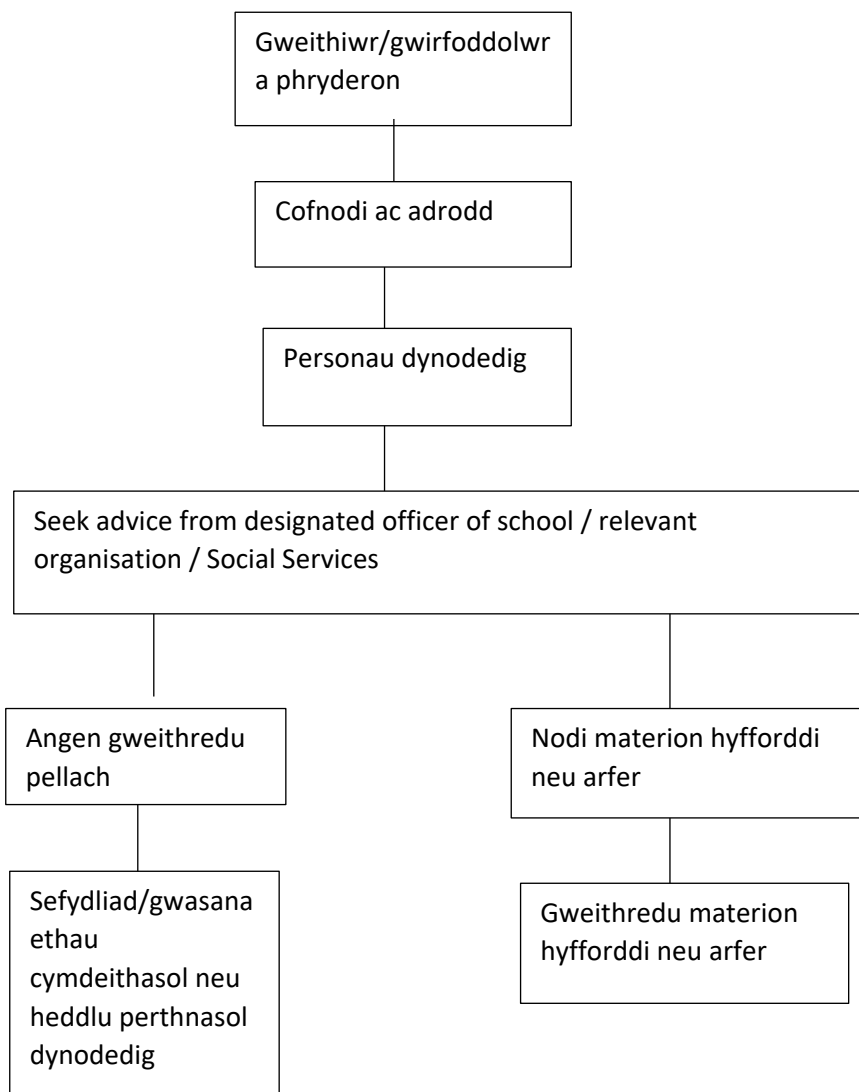 Gweithiwr/gwirfoddolwr
a phryderon
Cofnodi ac adrodd
Personau dynodedig
Seek advice from designated officer of school / relevant
organisation / Social Services
Angen gweithredu
pellach
Nodi materion hyfforddi
neu arfer
Sefydliad/gwasana
ethau
cymdeithasol neu
heddlu perthnasol
dynodedig
Gweithredu materion
hyfforddi neu arfer